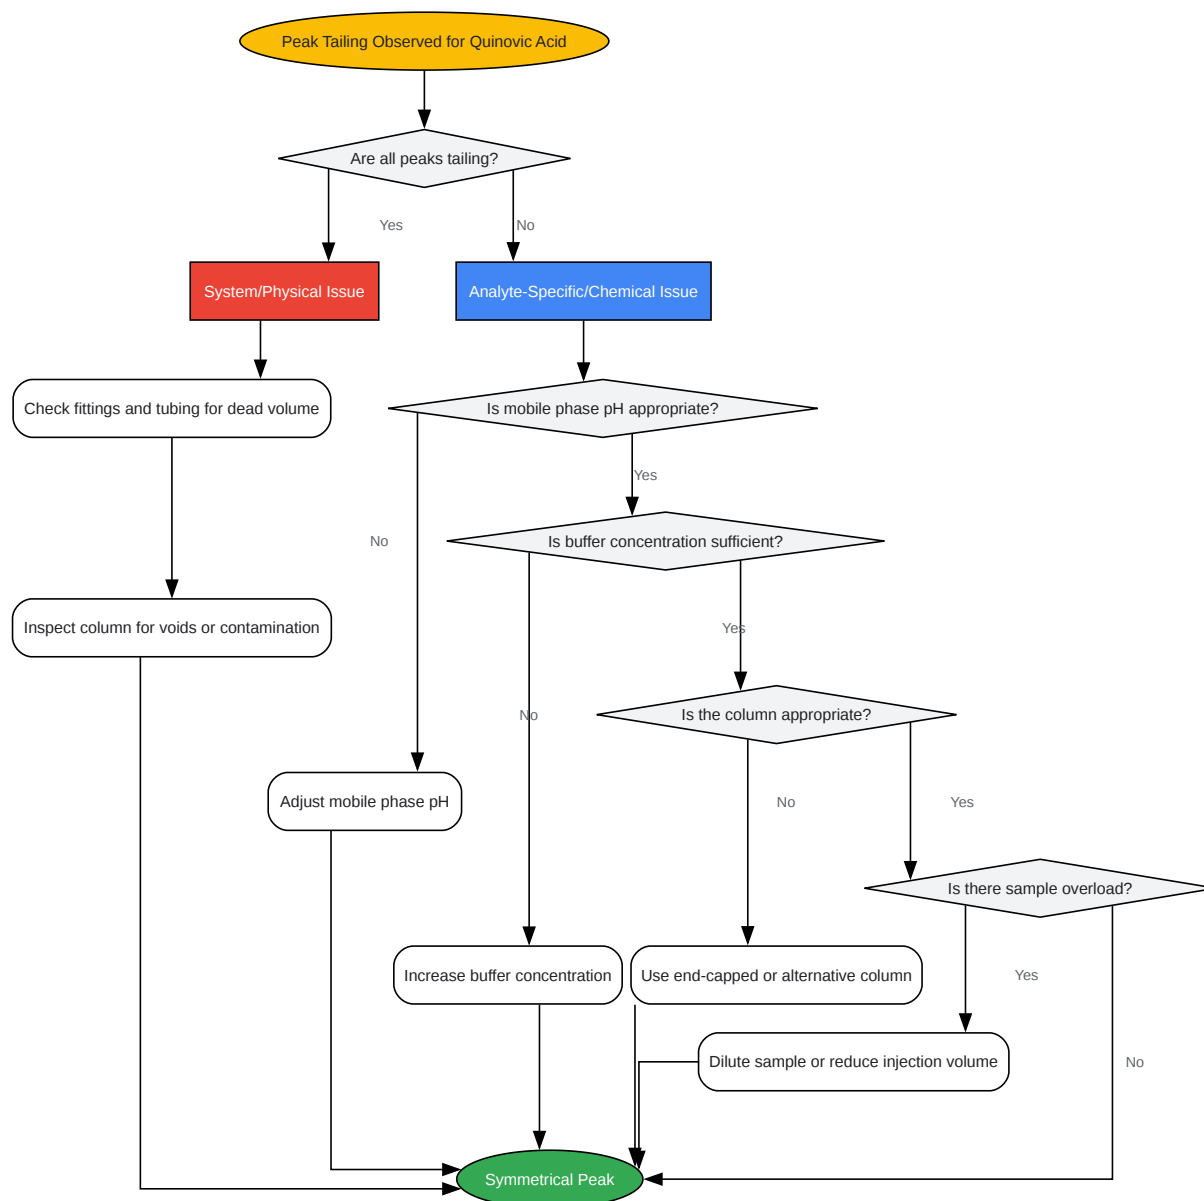 Peak Tailing Observed for Quinovic Acid
Are all peaks tailing?
Yes
No
System/Physical Issue
Analyte-Specific/Chemical Issue
Check fittings and tubing for dead volume
Is mobile phase pH appropriate?
Yes
No
Is buffer concentration sufficient?
Inspect column for voids or contamination
Yes
No
Is the column appropriate?
Adjust mobile phase pH
No
Yes
Is there sample overload?
Increase buffer concentration
Use end-capped or alternative column
Yes
Dilute sample or reduce injection volume
No
Symmetrical Peak